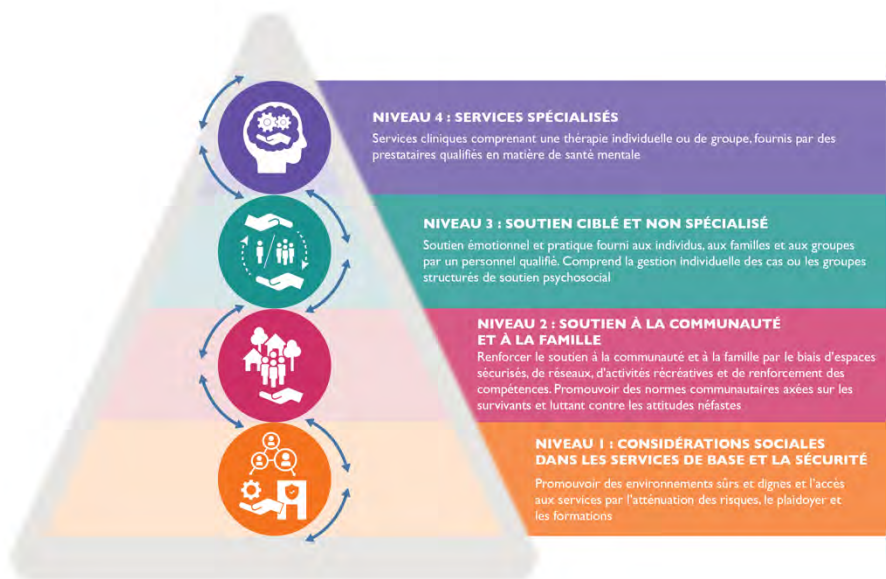 NIVEAU 4 : SERVICES SPÉCIALISÉS
Services cliniques comprenant une thérapie individuelle ou de groupe, fournis par des
prestataires qualifiés en matière de santé mentale
NIVEAU 3 : SOUTIEN CIBLÉ ET NON SPÉCIALISÉ
Soutien émotionnel et pratique fourni aux individus, aux familles et aux groupes
par un personnel qualifié. Comprend la gestion individuelle des cas ou les groupes
structurés de soutien psychosocial
NIVEAU 2 : SOUTIEN À LA COMMUNAUTÉ
ET À LA FAMILLE
Renforcer le soutien à la communauté et à la famille par le biais d'espaces
sécurisés, de réseaux, d'activités récréatives et de renforcement des
compétences. Promouvoir des normes communautaires axées sur les
survivants et luttant contre les attitudes néfastes
NIVEAU 1 : CONSIDÉRATIONS SOCIALES
DANS LES SERVICES DE BASE ET LA SÉCURITÉ
Promouvoir des environnements sûrs et dignes et l'accès
aux services par l'atténuation des risques, le plaidoyer et
les formations